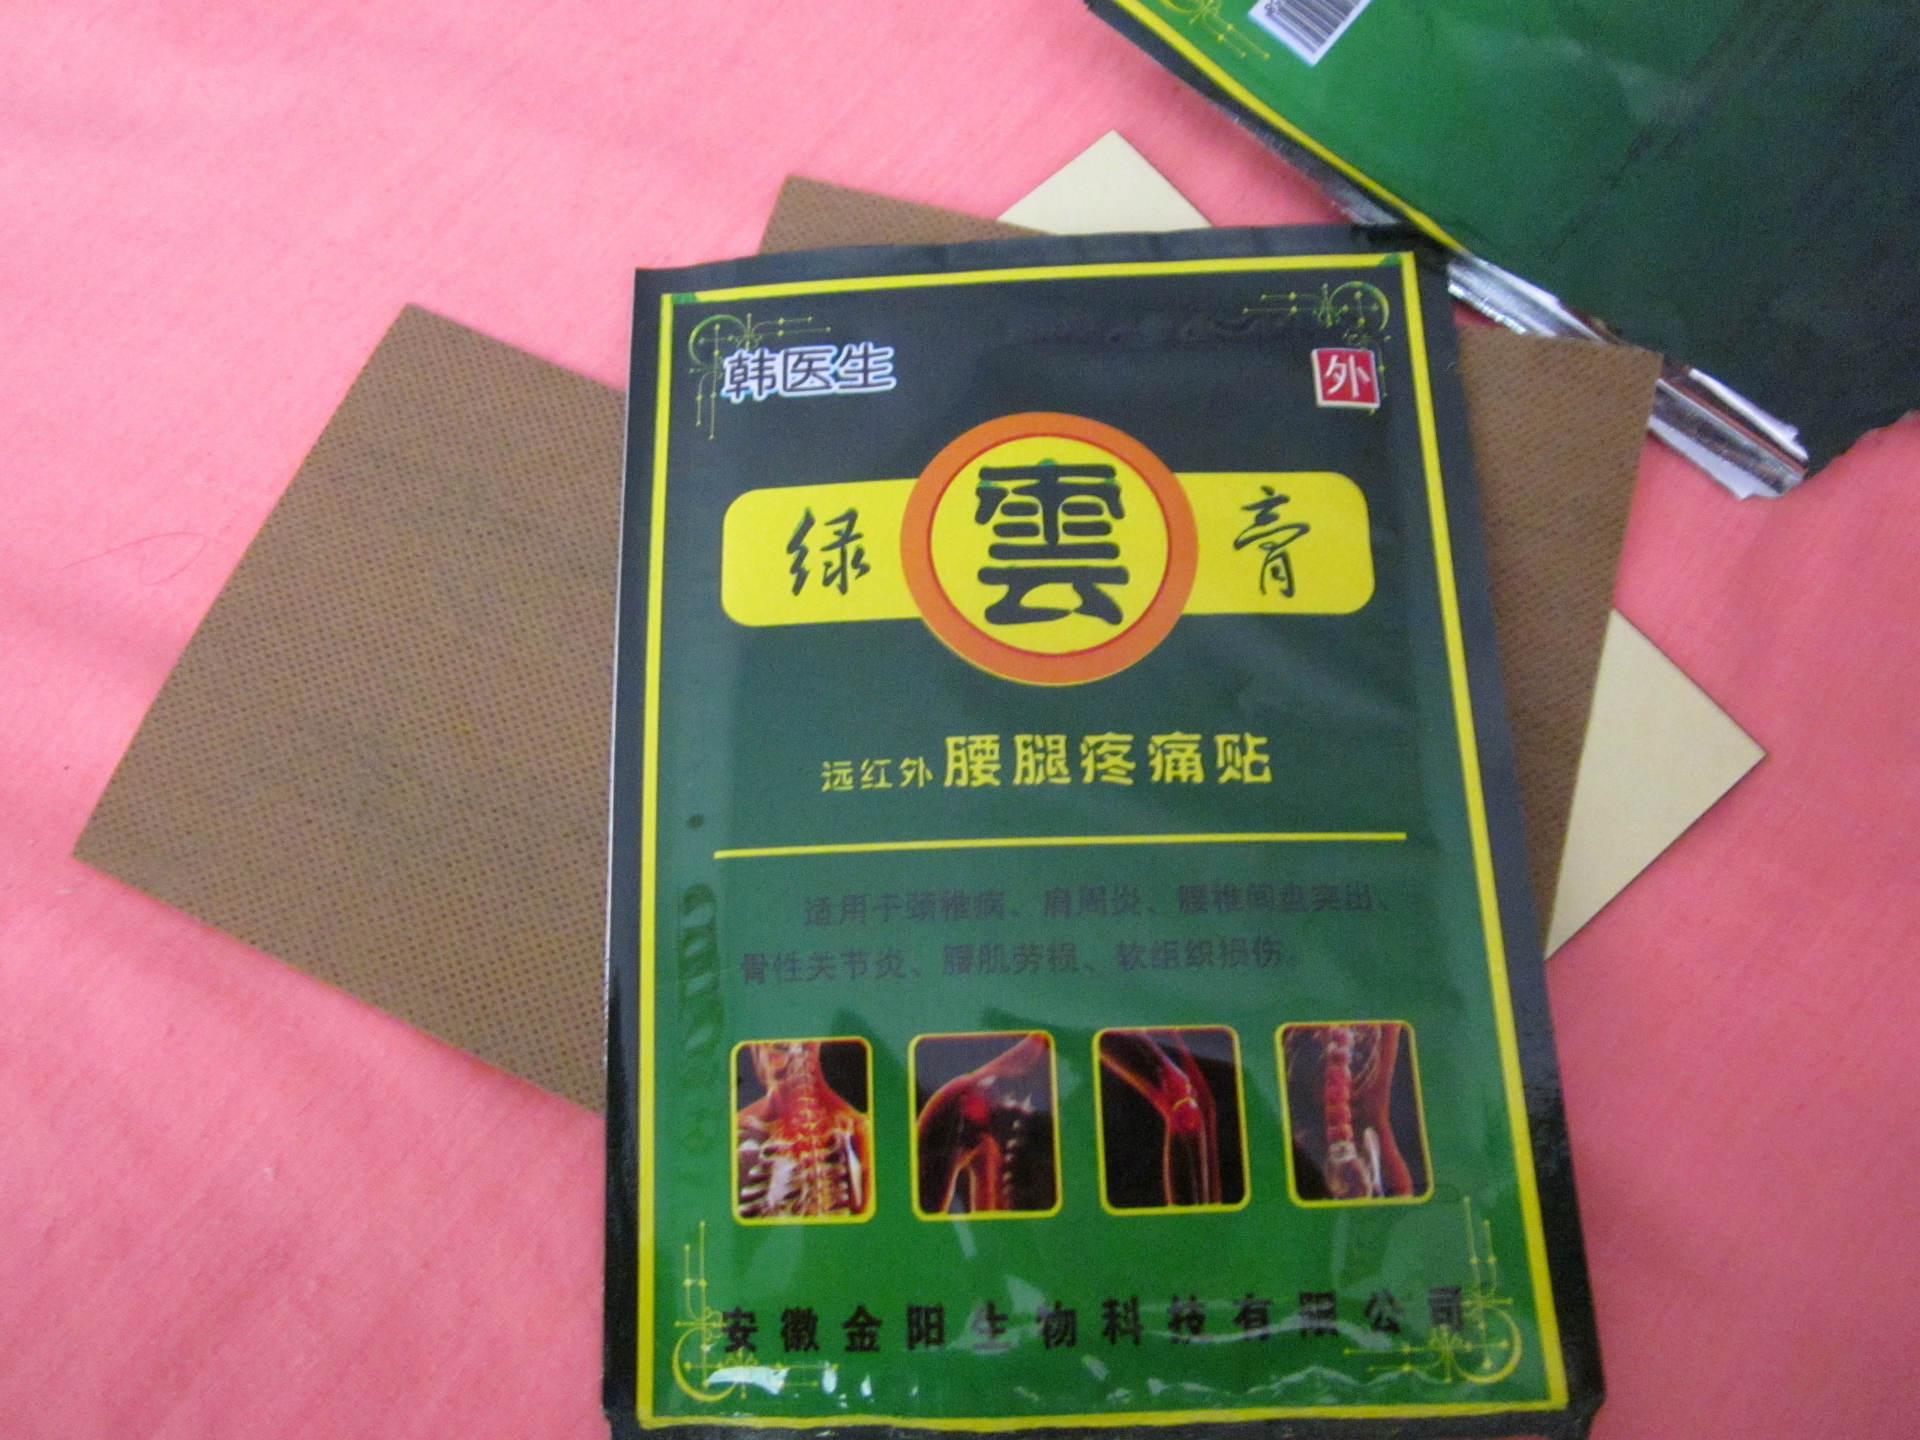 韩医生
外
绿雲膏
远红外腰腿疼痛贴
适用于颈椎病、肩周炎、腰椎间盘突出、
骨性关节炎、腰肌劳损、软组织损伤。
安徽金阳生物科技有限公司